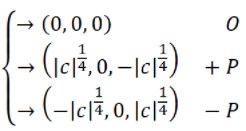 → (0, 0, 0) O
→ (|c|^{1/4}, 0, −|c|^{1/4}) + P
→ (−|c|^{1/4}, 0, |c|^{1/4}) − P